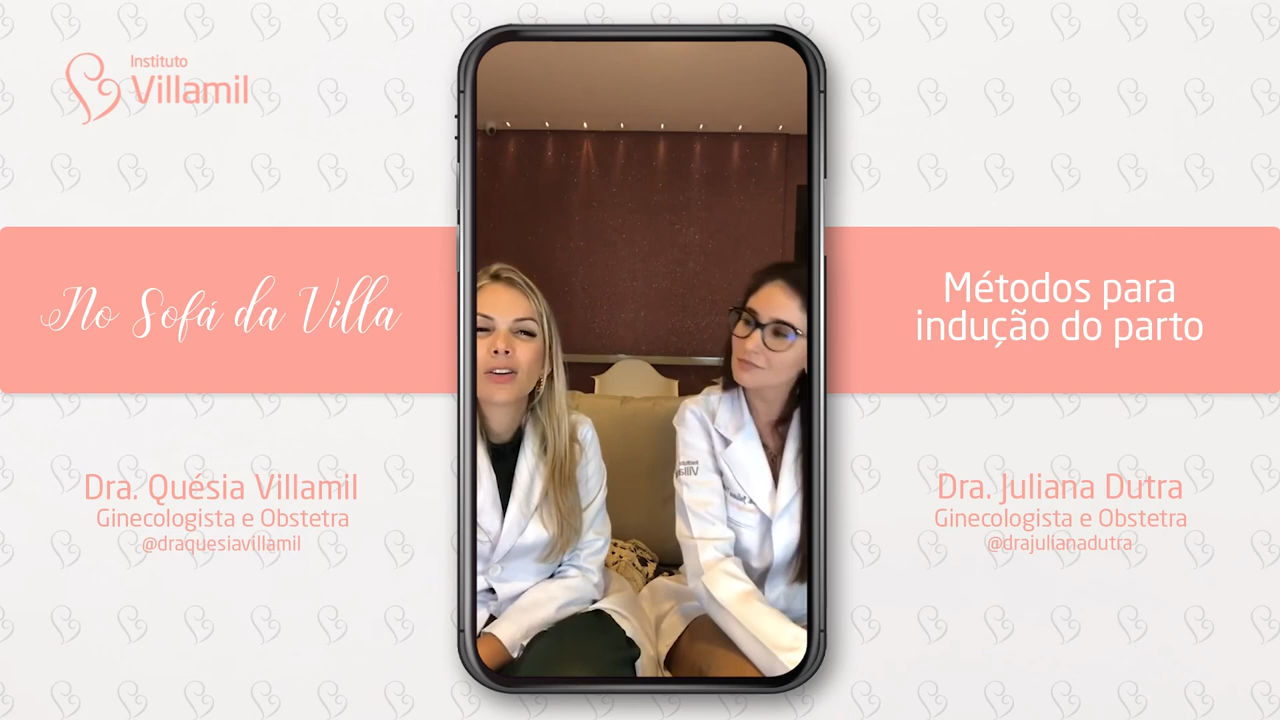 Instituto
Villamil
No Sofá da Villa
Métodos para
indução do parto
Dra. Quésia Villamil
Ginecologista e Obstetra
@draquesiavillamil
Dra. Juliana Dutra
Ginecologista e Obstetra
@drajulianadutra